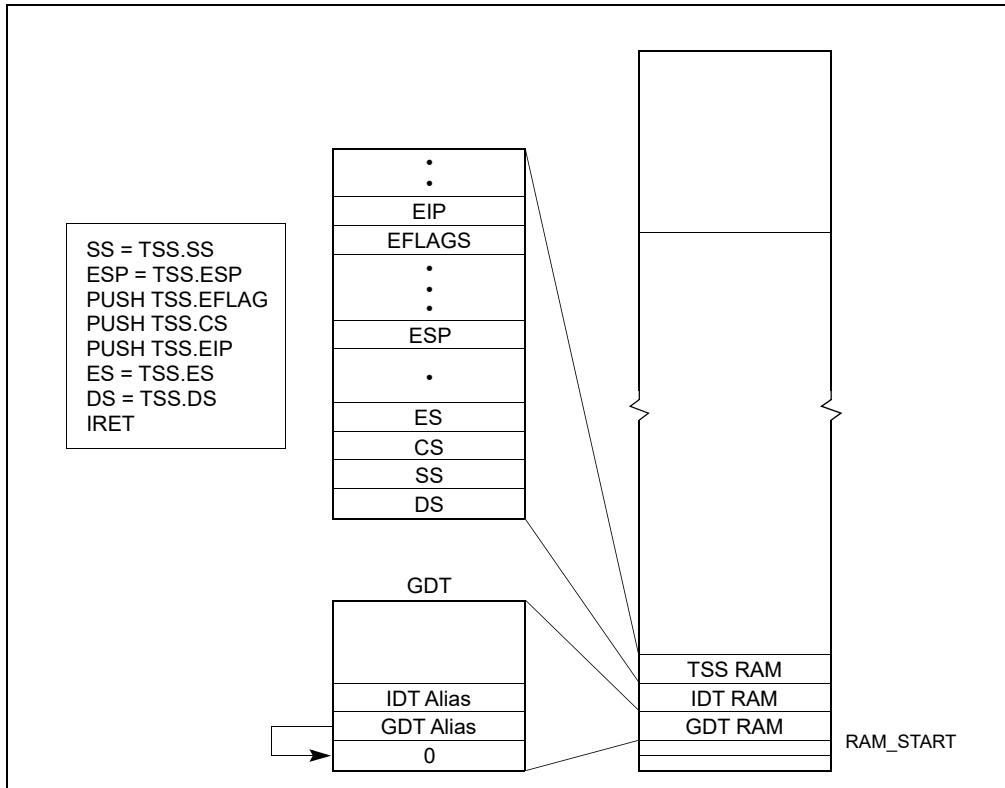 SS = TSS.SS
ESP = TSS.ESP
PUSH TSS.EFLAG
PUSH TSS.CS
PUSH TSS.EIP
ES = TSS.ES
DS = TSS.DS
IRET
EIP
EFLAGS
ESP
ES
CS
SS
DS
GDT
IDT Alias
GDT Alias
0
TSS RAM
IDT RAM
GDT RAM
RAM_START